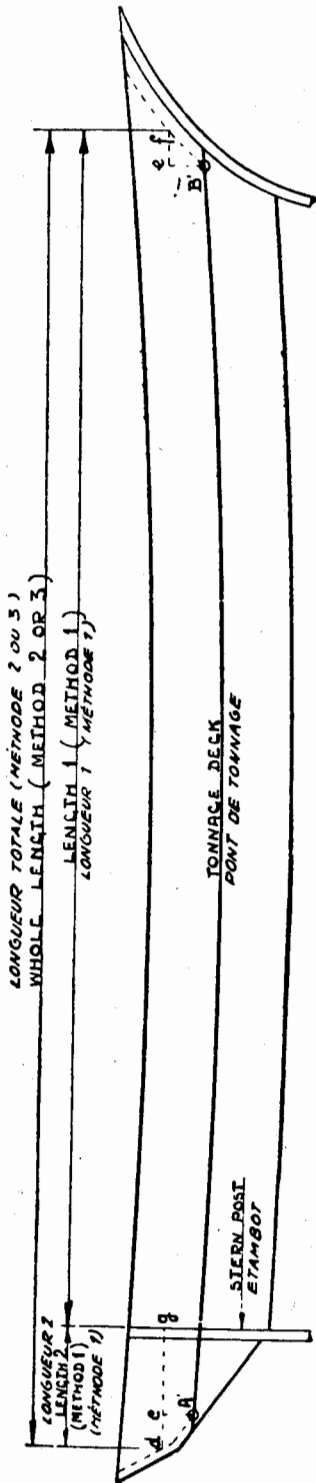 LONGUEUR TOTALE (MÉTHODE 2 OU 3)
WHOLE LENGTH (METHOD 2 OR 3)
LENGTH 1 (METHOD 1)
LONGUEUR 1 (MÉTHODE 1)
LONGUEUR 2
LENGTH 2
(METHOD 1)
(MÉTHODE 1)
d c g
A'
e f
B'
TONNAGE DECK
PONT DE TONNAGE
STERN POST
ETAMBOT